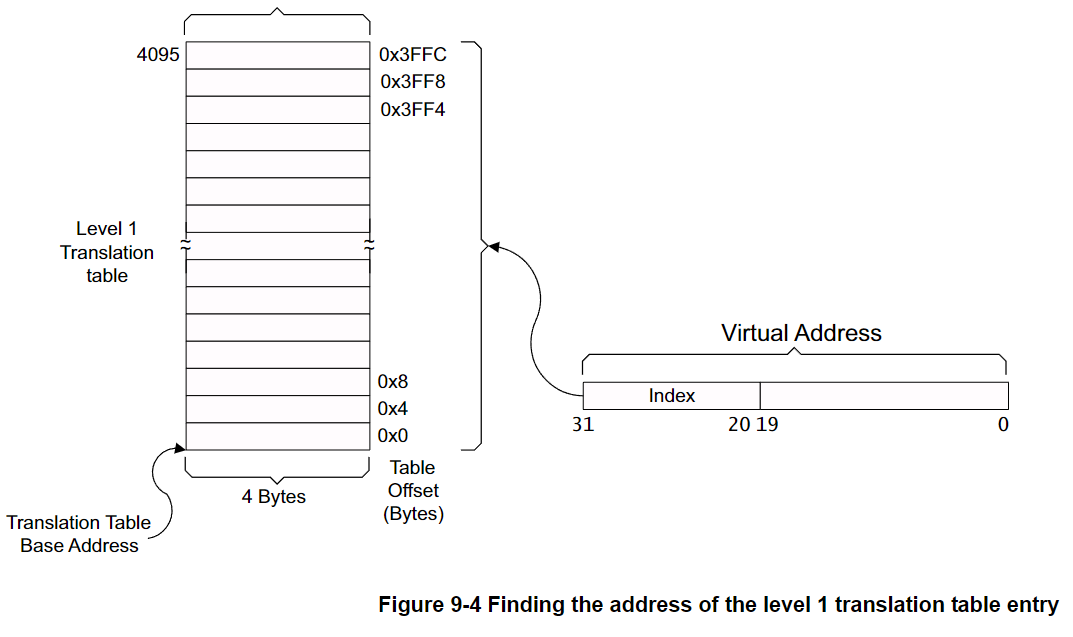 4095
0x3FFC
0x3FF8
0x3FF4
Level 1
Translation
table
≈ ≈
Virtual Address
Index
31
20 19
0
0x8
0x4
0x0
Table
Offset
(Bytes)
4 Bytes
Translation Table
Base Address
Figure 9-4 Finding the address of the level 1 translation table entry